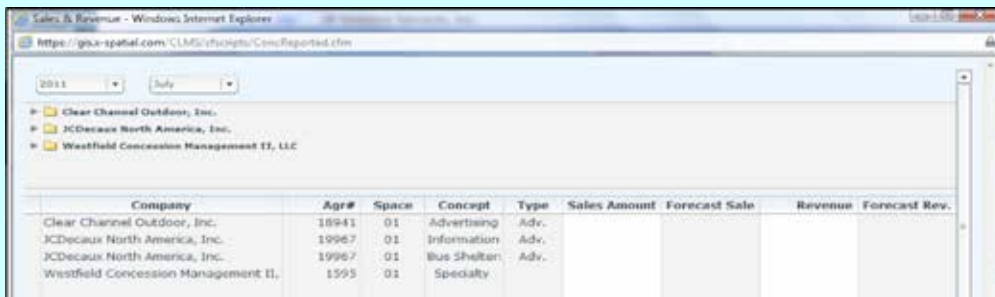 Sales & Revenue - Windows Internet Explorer
https://gis.x-spatial.com/CLMS/cfscripts/ConcReported.cfm
2011 July
Clear Channel Outdoor, Inc.
JCDecaux North America, Inc.
Westfield Concession Management II, LLC
Company Agr# Space Concept Type Sales Amount Forecast Sale Revenue Forecast Rev.
Clear Channel Outdoor, Inc. 18941 01 Advertising Adv.
JCDecaux North America, Inc. 19967 01 Information Adv.
JCDecaux North America, Inc. 19967 01 Bus Shelter Adv.
Westfield Concession Management II, 1595 01 Specialty